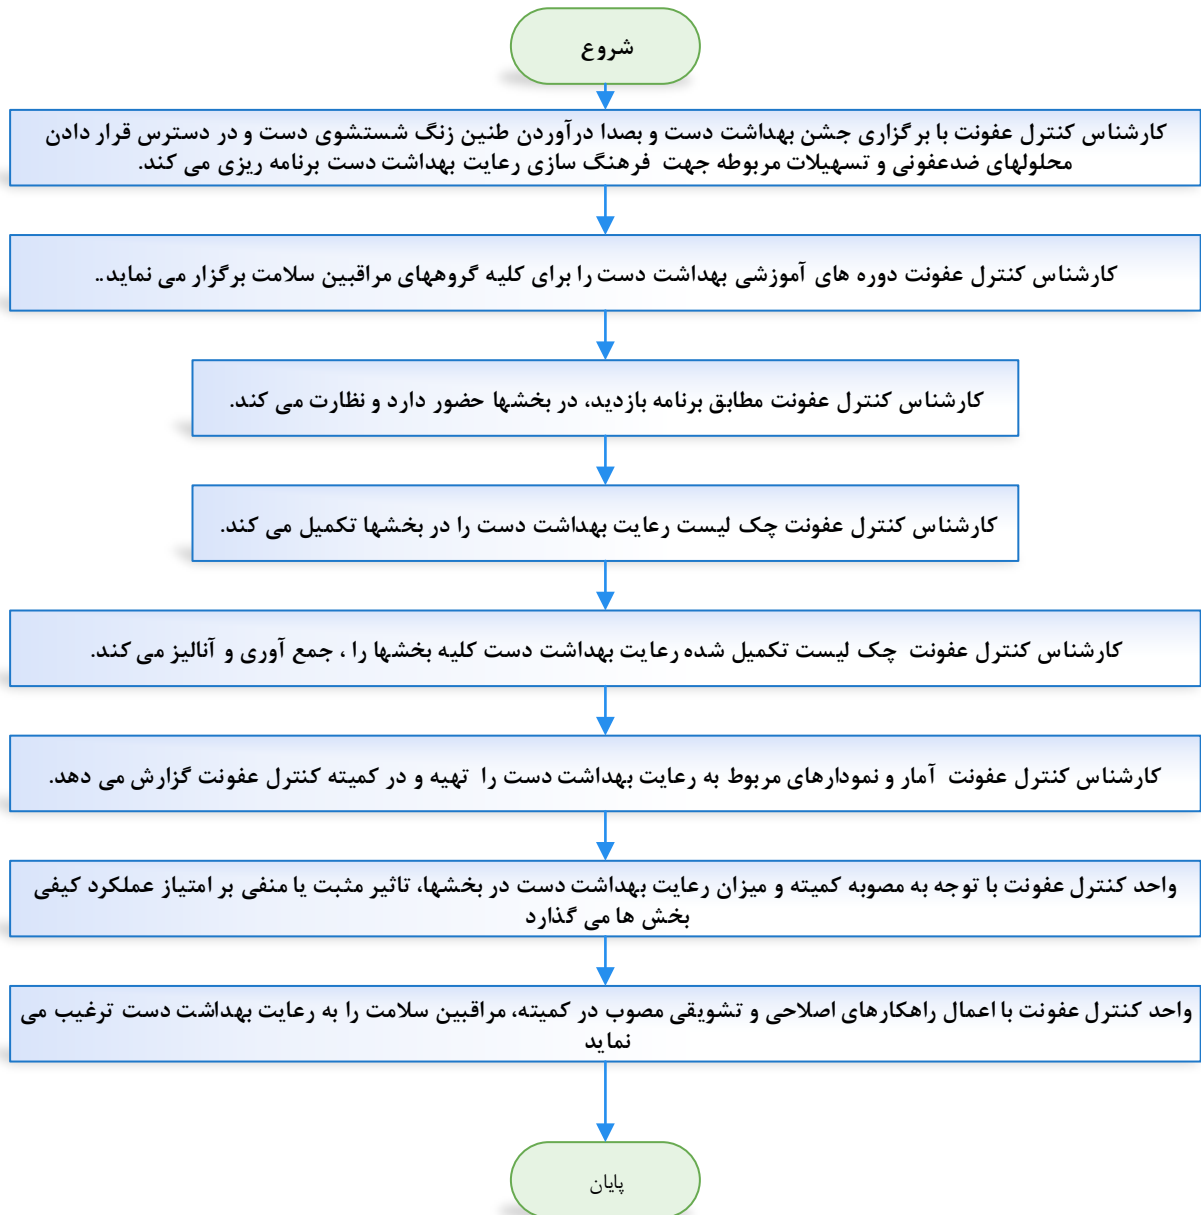 شروع
کارشناس کنترل عفونت با برگزاری جشن بهداشت دست و بصدا درآوردن طنین زنگ شستشوی دست و در دسترس قرار دادن
محلولهای ضدعفونی و تسهیلات مربوطه جهت فرهنگ سازی رعایت بهداشت دست برنامه ریزی می کند.
کارشناس کنترل عفونت دوره های آموزشی بهداشت دست را برای کلیه گروههای مراقبین سلامت برگزار می نماید..
کارشناس کنترل عفونت مطابق برنامه بازدید، در بخشها حضور دارد و نظارت می کند.
کارشناس کنترل عفونت چک لیست رعایت بهداشت دست را در بخشها تکمیل می کند.
کارشناس کنترل عفونت چک لیست تکمیل شده رعایت بهداشت دست کلیه بخشها را ، جمع آوری و آنالیز می کند.
کارشناس کنترل عفونت آمار و نمودارهای مربوط به رعایت بهداشت دست را تهیه و در کمیته کنترل عفونت گزارش می دهد.
واحد کنترل عفونت با توجه به مصوبه کمیته و میزان رعایت بهداشت دست در بخشها، تاثیر مثبت یا منفی بر امتیاز عملکرد کیفی
بخش ها می گذارد
واحد کنترل عفونت با اعمال راهکارهای اصلاحی و تشویقی مصوب در کمیته، مراقبین سلامت را به رعایت بهداشت دست ترغیب می
نماید
پایان